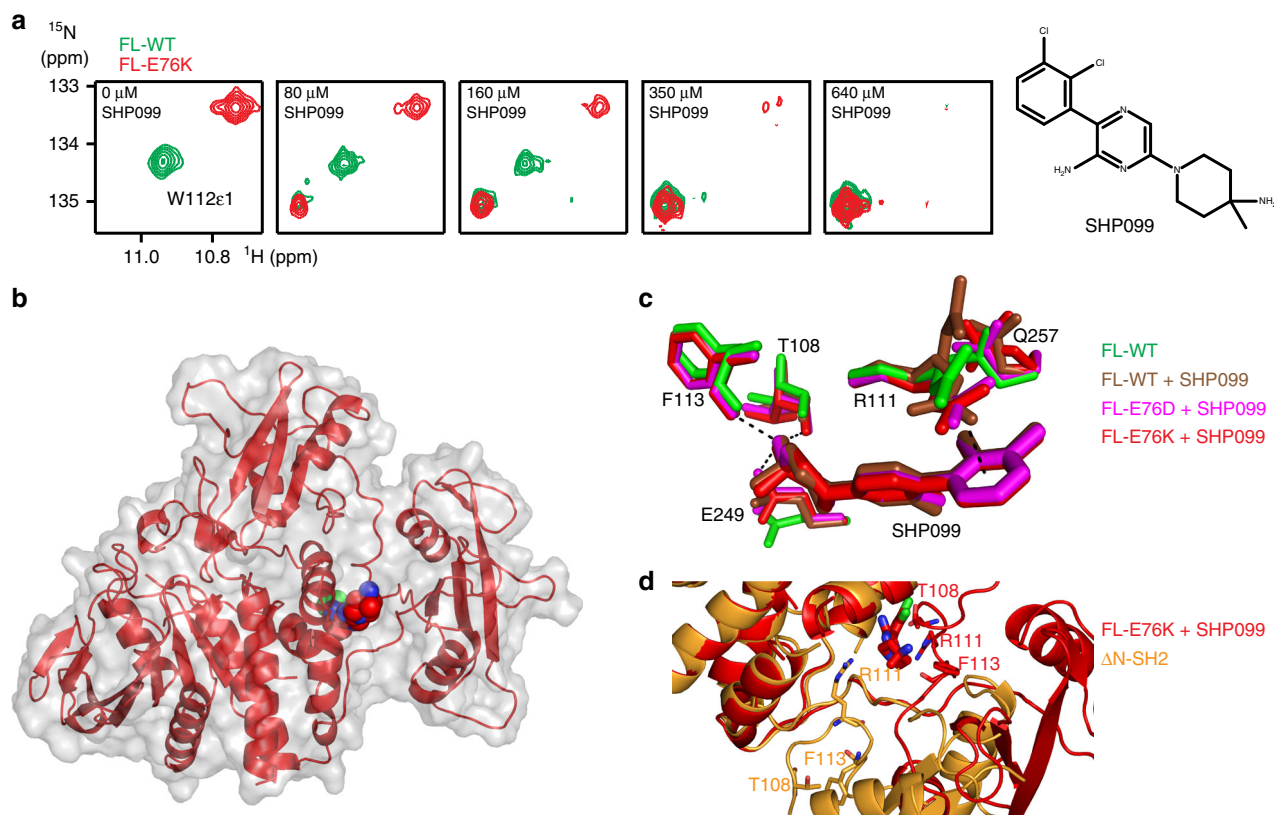 a
15N
(ppm)
FL-WT
FL-E76K
133
134
135
0 µM
SHP099
W112ε1
80 µM
SHP099
160 µM
SHP099
350 µM
SHP099
640 µM
SHP099
11.0 10.8 1H (ppm)
Cl
Cl
N
N
H2N
N
NH2
SHP099
b
c
F113
T108
R111
Q257
E249
SHP099
FL-WT
FL-WT + SHP099
FL-E76D + SHP099
FL-E76K + SHP099
d
T108
R111
F113
R111
F113
T108
FL-E76K + SHP099
ΔN-SH2